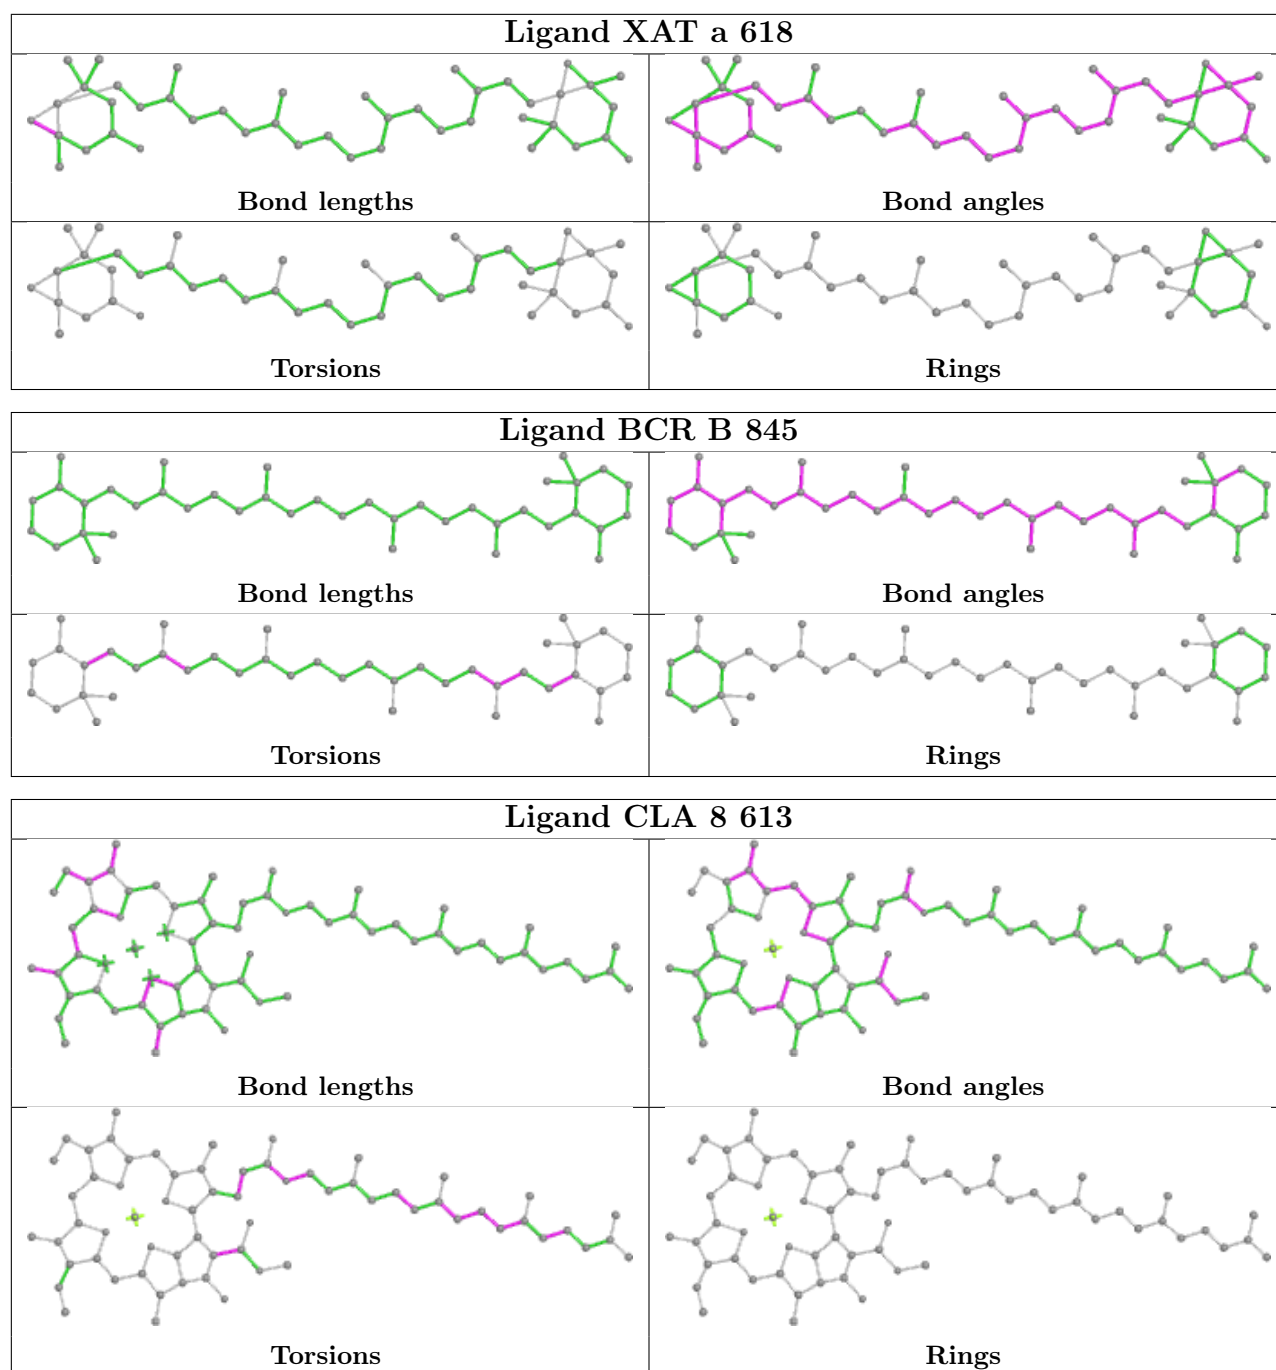 Ligand XAT a 618
Bond lengths
Bond angles
Torsions
Rings
Ligand BCR B 845
Bond lengths
Bond angles
Torsions
Rings
Ligand CLA 8 613
Bond lengths
Bond angles
Torsions
Rings